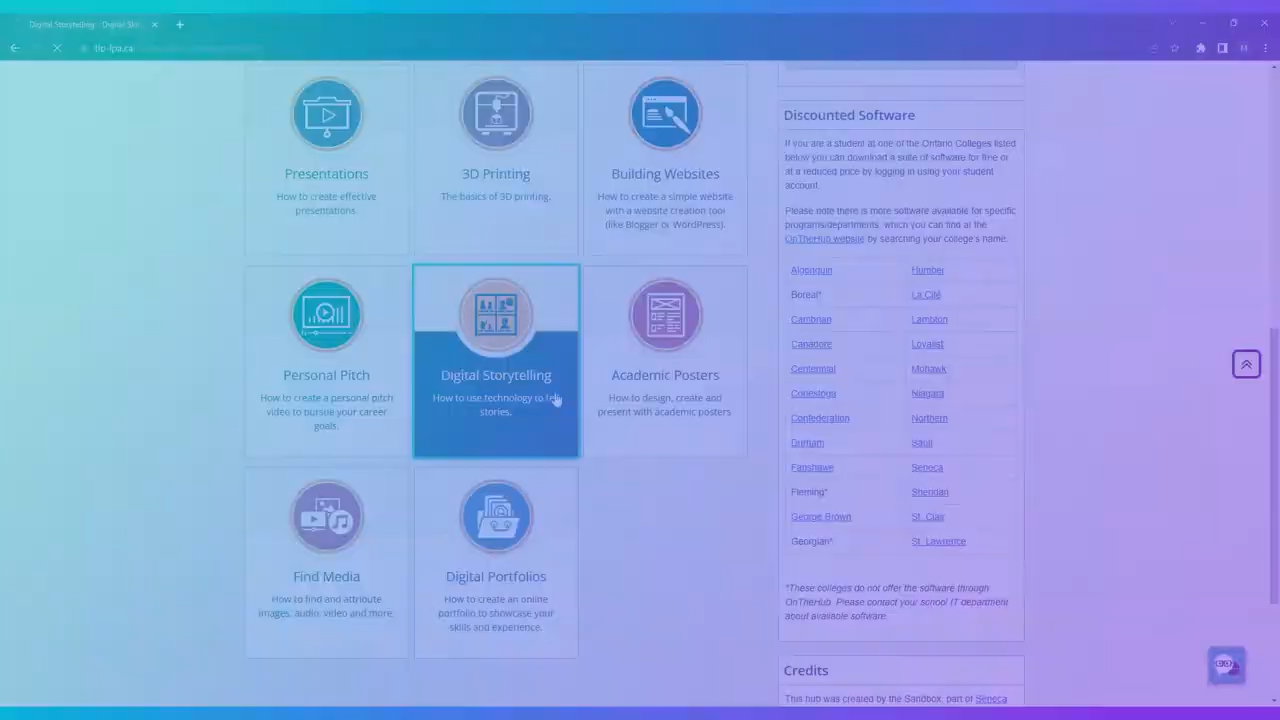 Digital Storytelling - Digital Ski
tlp-lpa.ca
Presentations
How to create effective
presentations.
3D Printing
The basics of 3D printing.
Building Websites
How to create a simple website
with a website creation tool
(like Blogger or WordPress).
Personal Pitch
How to create a personal pitch
video to pursue your career
goals.
Digital Storytelling
How to use technology to tell
stories.
Academic Posters
How to design, create and
present with academic posters
Find Media
How to find and attribute
images, audio, video and more.
Digital Portfolios
How to create an online
portfolio to showcase your
skills and experience.
Discounted Software
If you are a student at one of the Ontario Colleges listed
below you can download a suite of software for free or
at a reduced price by logging in using your student
account.
Please note there is more software available for specific
programs/departments, which you can find at the
OnTheHub website by searching your college's name.
Algonquin Humber
Boreal* La Cité
Cambrian Lambton
Canadore Loyalist
Centennial Mohawk
Conestoga Niagara
Confederation Northern
Durham Sault
Fanshawe Seneca
Fleming* Sheridan
George Brown St. Clair
Georgian* St. Lawrence
*These colleges do not offer the software through
OnTheHub. Please contact your school IT department
about available software.
Credits
This hub was created by the Sandbox, part of Seneca